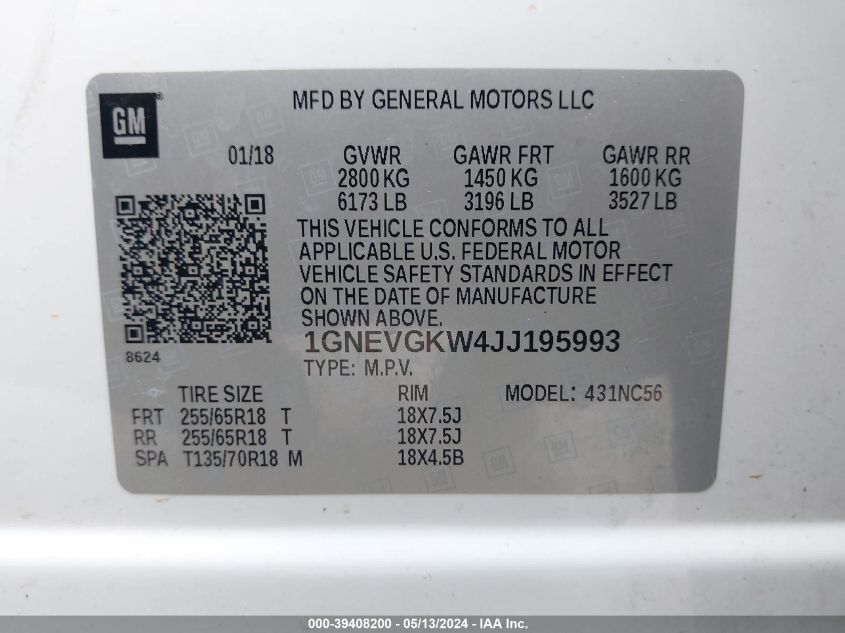 GM ®
MFD BY GENERAL MOTORS LLC
01/18 GVWR GAWR FRT GAWR RR
2800 KG 1450 KG 1600 KG
6173 LB 3196 LB 3527 LB
THIS VEHICLE CONFORMS TO ALL
APPLICABLE U.S. FEDERAL MOTOR
VEHICLE SAFETY STANDARDS IN EFFECT
ON THE DATE OF MANUFACTURE
SHOWN ABOVE.
1GNEVGKW4JJ195993
8624
TYPE: M.P.V.
TIRE SIZE RIM MODEL: 431NC56
FRT 255/65R18 T 18X7.5J
RR 255/65R18 T 18X7.5J
SPA T135/70R18 M 18X4.5B
000-39408200 - 05/13/2024 - IAA Inc.